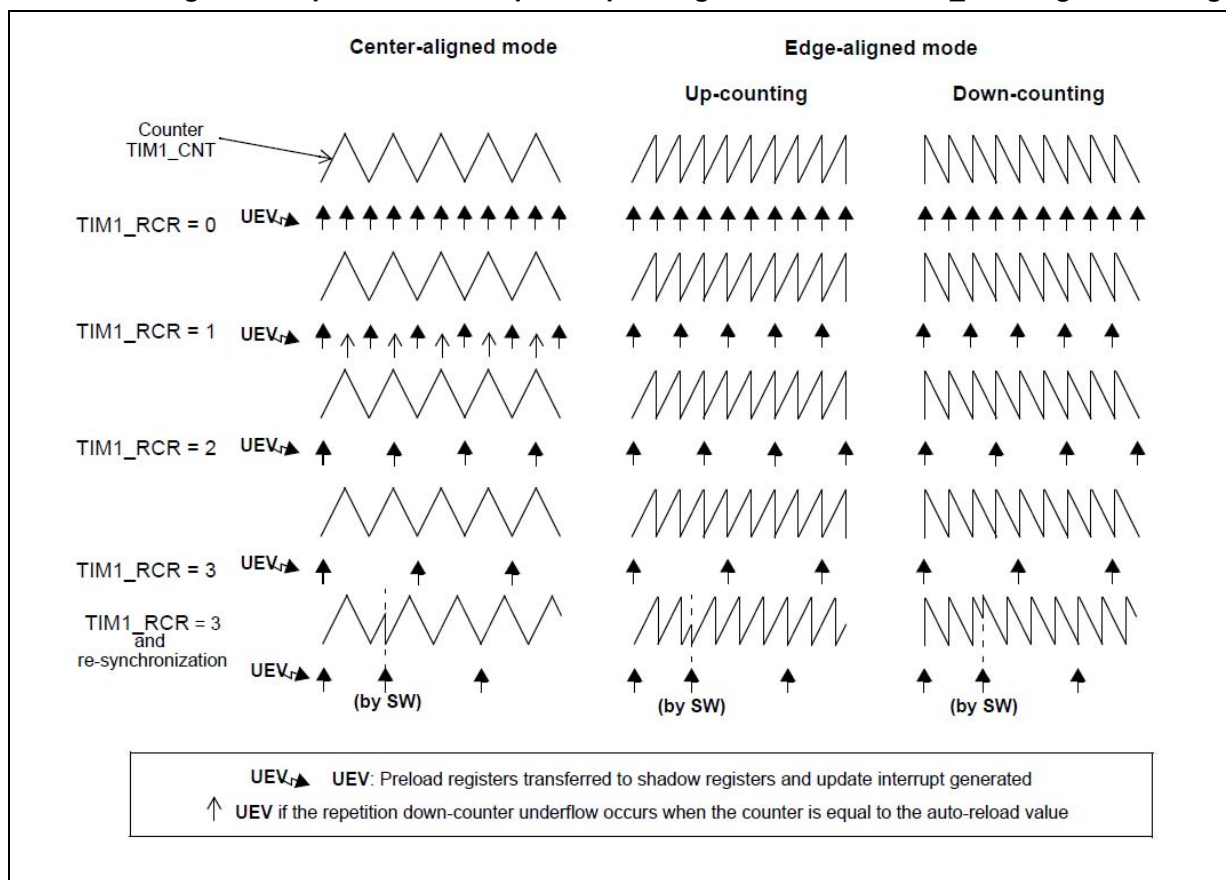 Center-aligned mode
Edge-aligned mode
Up-counting
Down-counting
Counter
TIM1_CNT
TIM1_RCR = 0
UEV
TIM1_RCR = 1
UEV
TIM1_RCR = 2
UEV
TIM1_RCR = 3
UEV
TIM1_RCR = 3
and
re-synchronization
UEV
(by SW)
(by SW)
(by SW)
UEV UEV: Preload registers transferred to shadow registers and update interrupt generated
UEV if the repetition down-counter underflow occurs when the counter is equal to the auto-reload value